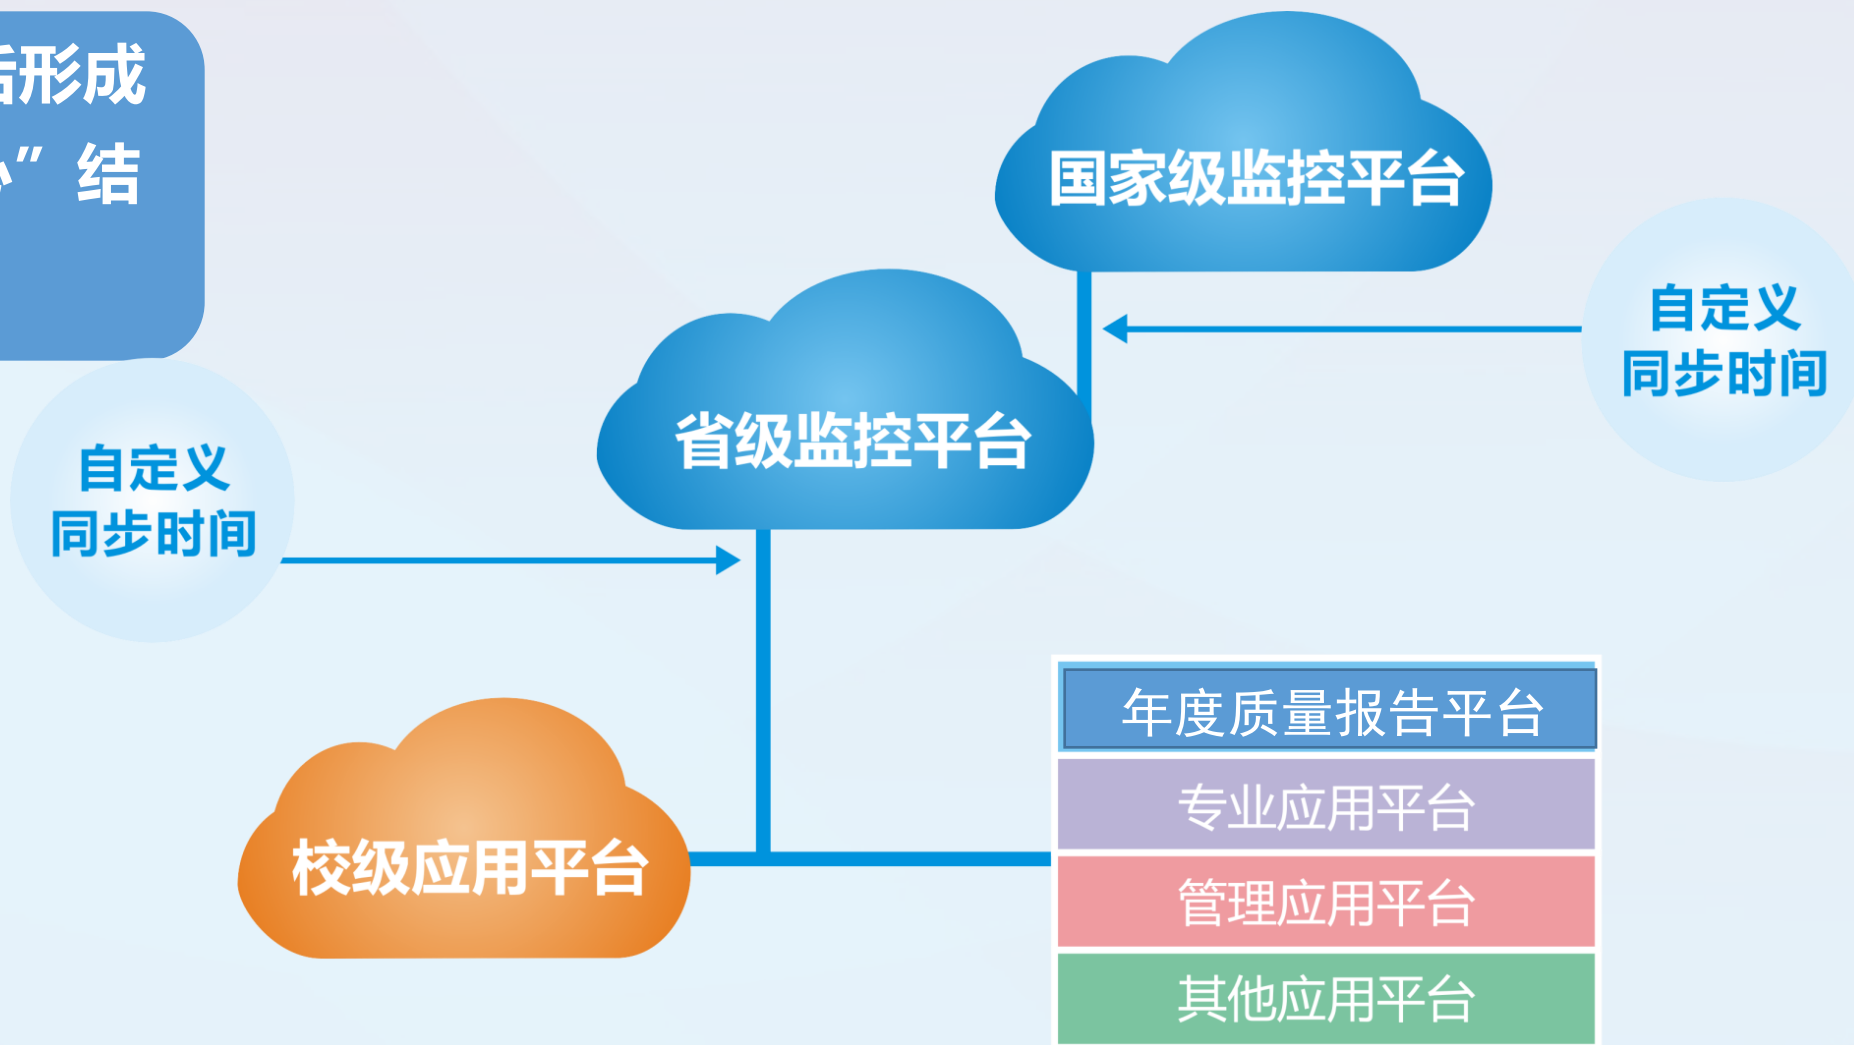 形成
” 结
国家级监控平台
自定义
同步时间
省级监控平台
自定义
同步时间
年度质量报告平台
专业应用平台
校级应用平台
管理应用平台
其他应用平台